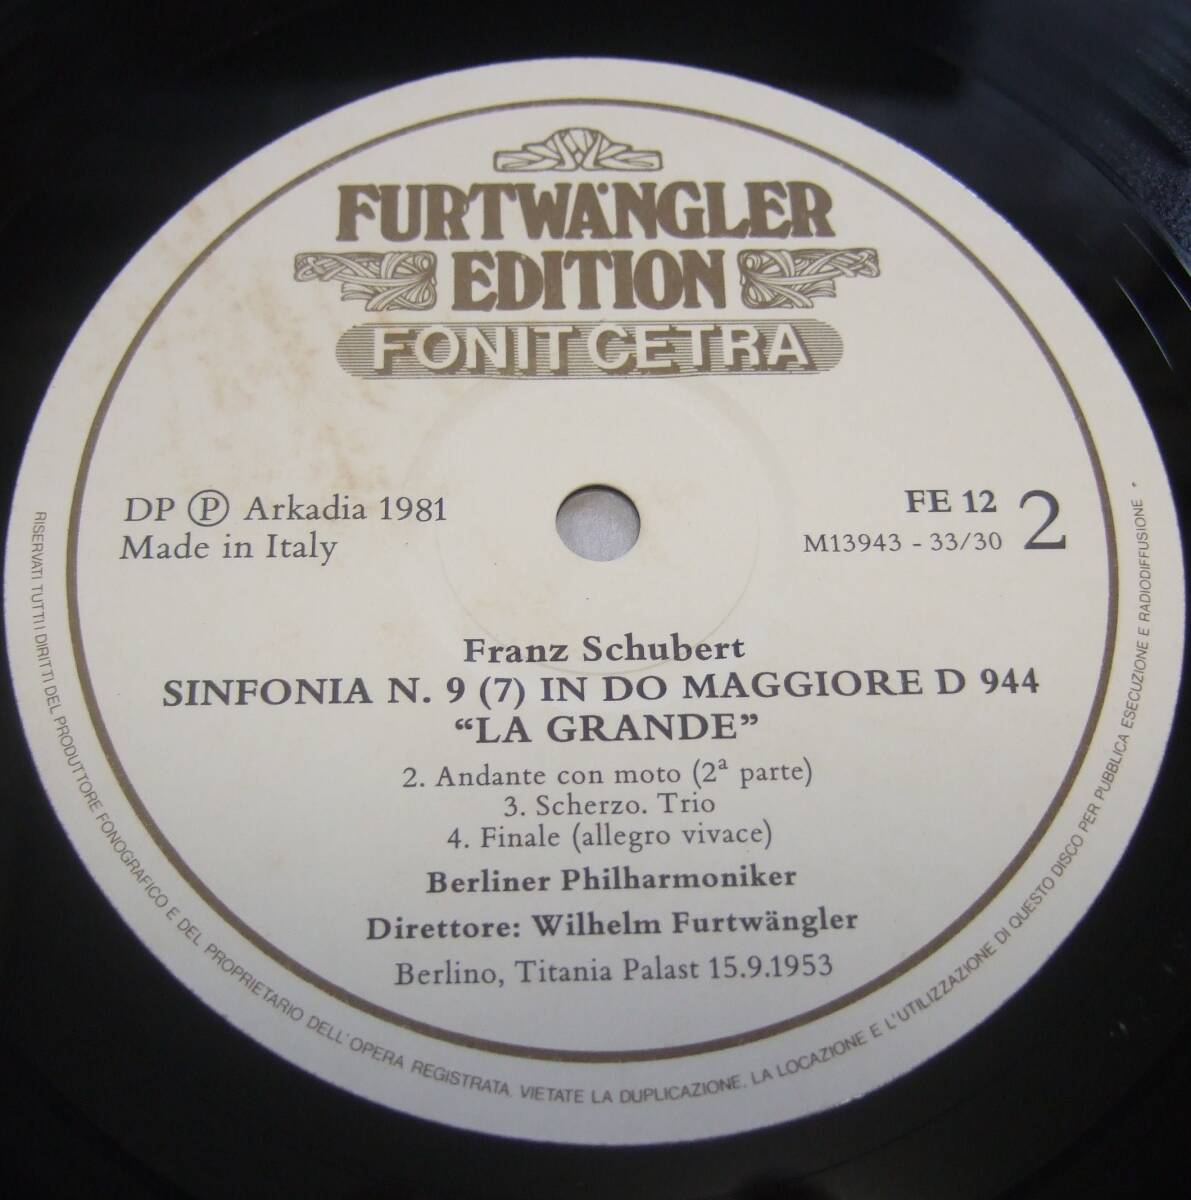 FURTWÄNGLER
EDITION
FONIT CETRA
DP Ⓟ Arkadia 1981
Made in Italy
FE 12
M13943 - 33/30
2
Franz Schubert
SINFONIA N. 9 (7) IN DO MAGGIORE D 944
“LA GRANDE”
2. Andante con moto (2ª parte)
3. Scherzo. Trio
4. Finale (allegro vivace)
Berliner Philharmoniker
Direttore: Wilhelm Furtwängler
Berlino, Titania Palast 15.9.1953
RISERVATI TUTTI I DIRITTI DEL PRODUTTORE FONOGRAFICO E DEL PROPRIETARIO DELL'OPERA REGISTRATA. VIETATE LA DUPLICAZIONE, LA LOCAZIONE E L'UTILIZZAZIONE DI QUESTO DISCO PER PUBBLICA ESECUZIONE E RADIODIFFUSIONE *